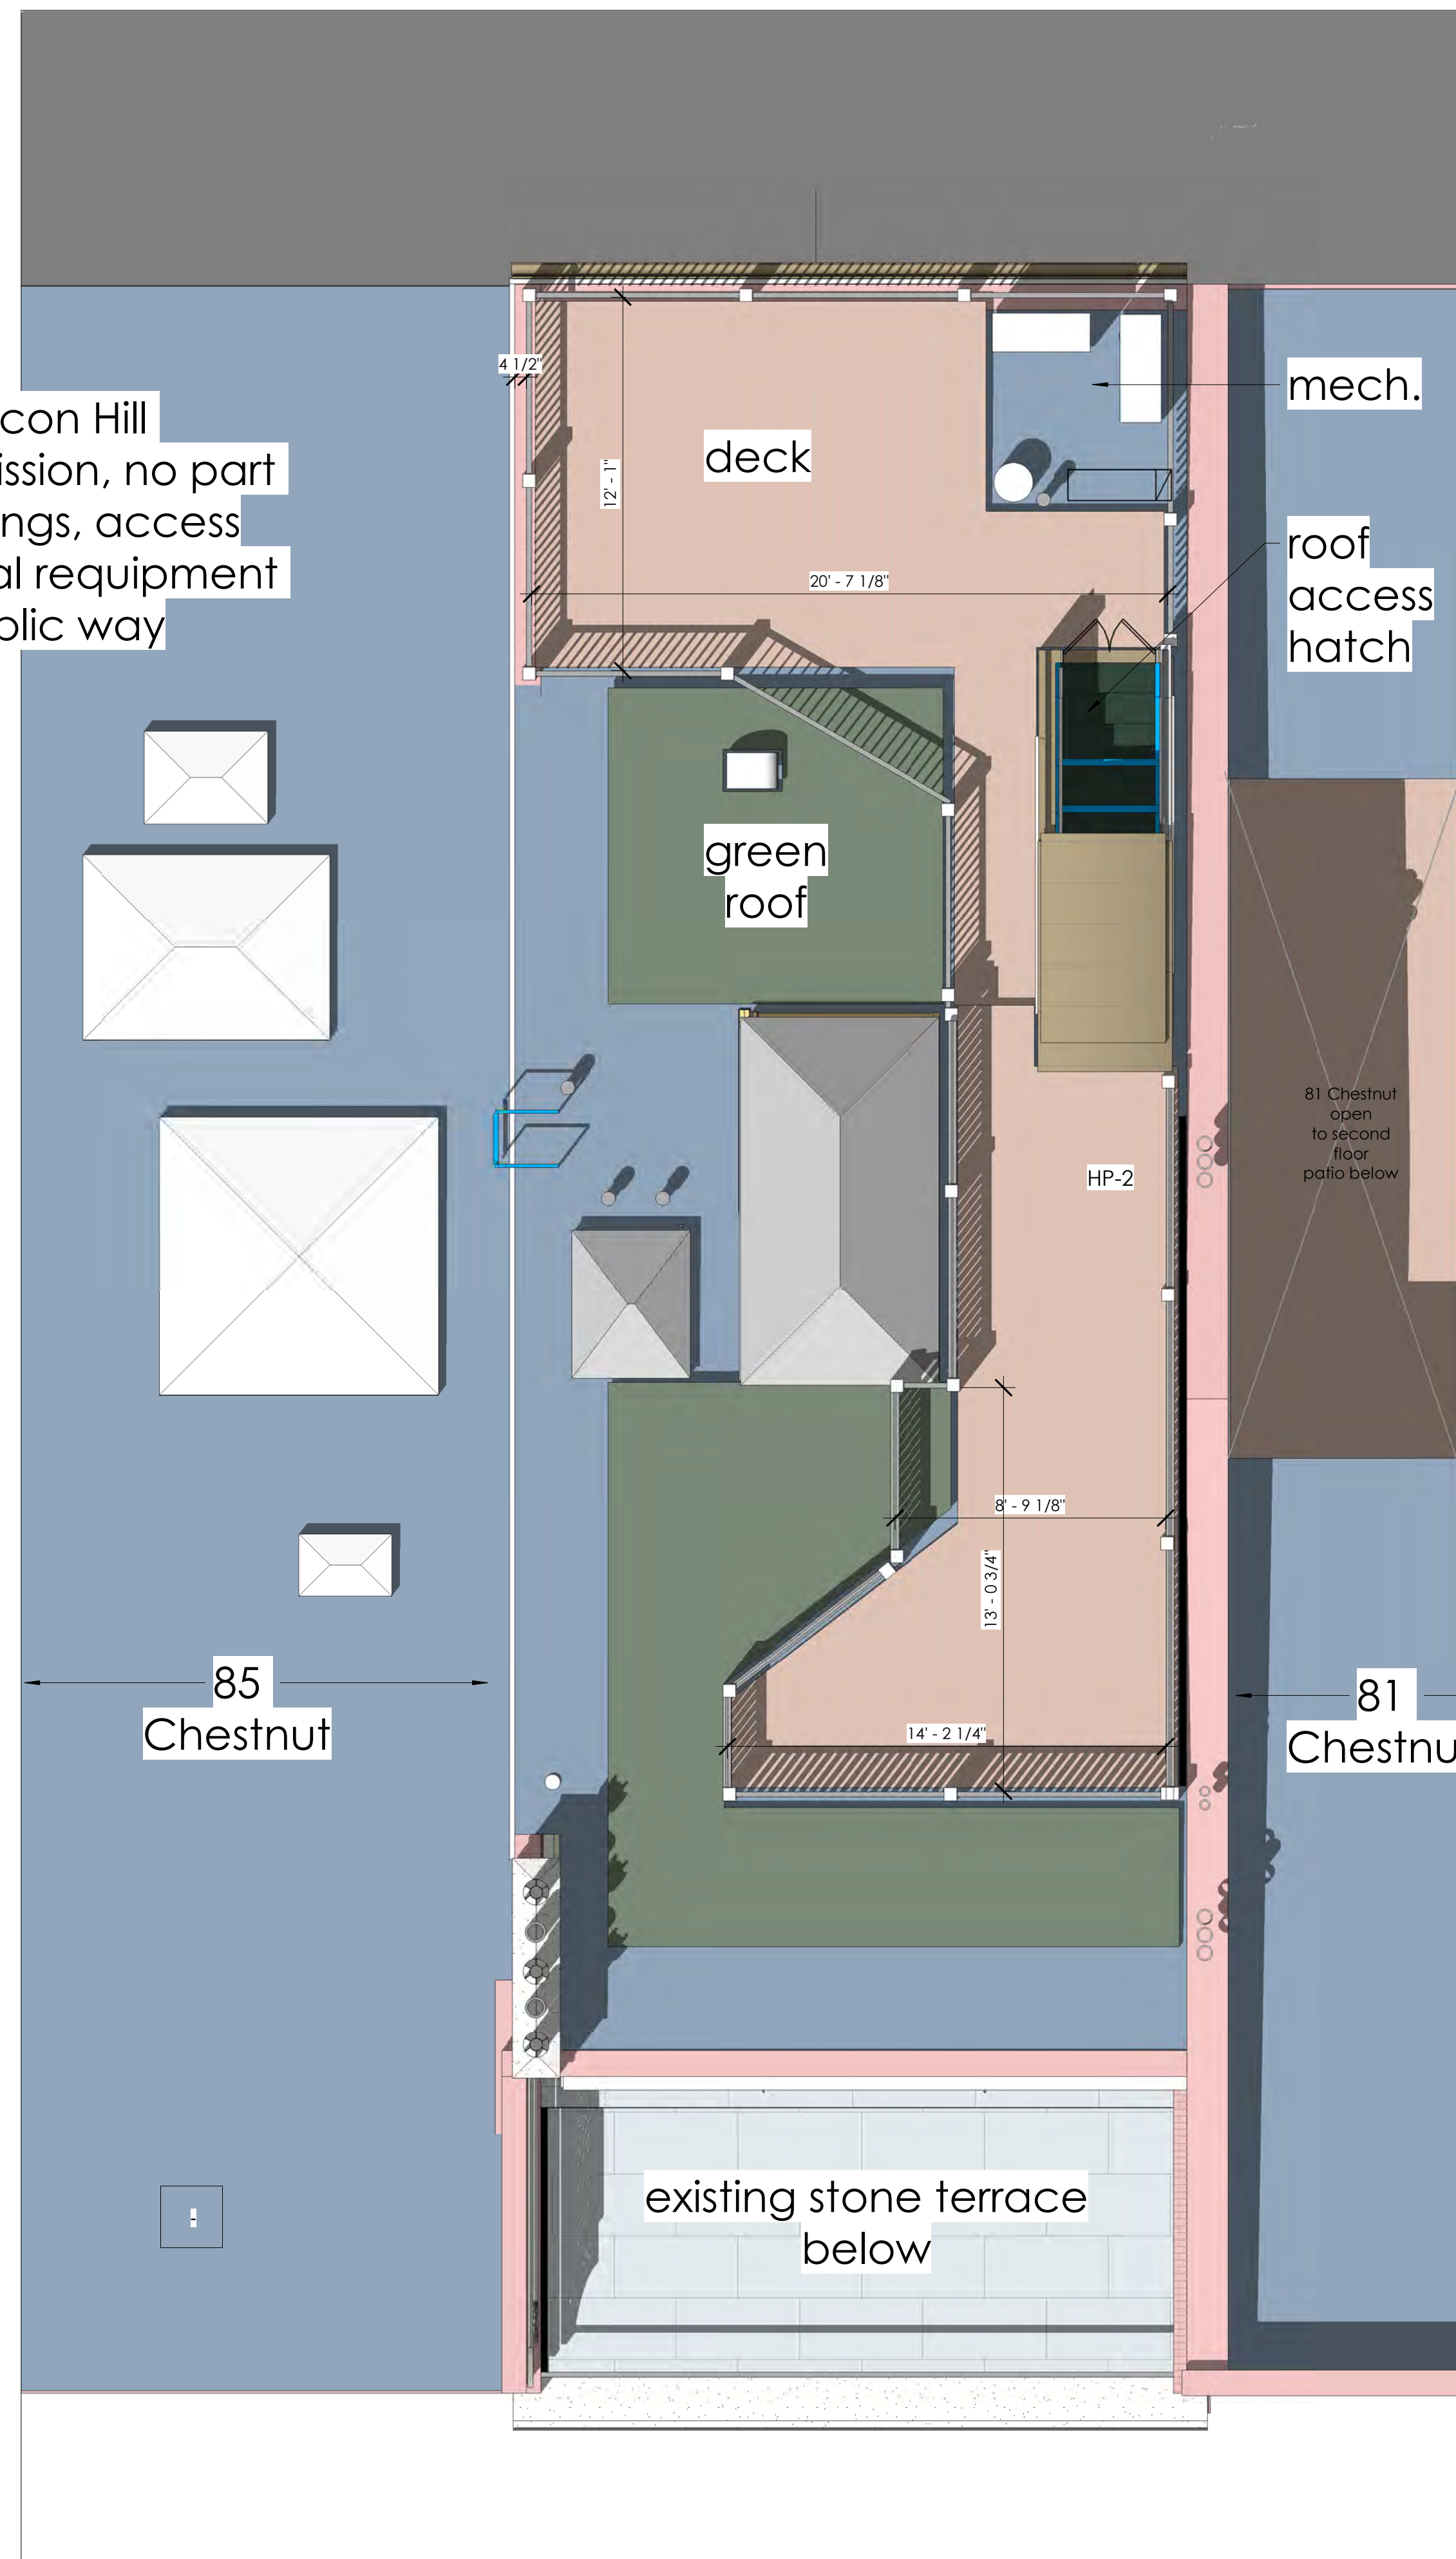 4 1/2"
con Hill
ission, no part
ngs, access
al requipment
olic way
deck
12' - 1"
20' - 7 1/8"
mech.
roof
access
hatch
green
roof
81 Chestnut
open
to second
floor
patio below
HP-2
8' - 9 1/8"
13' - 0 3/4"
14' - 2 1/4"
85
Chestnut
81
Chestnu
existing stone terrace
below